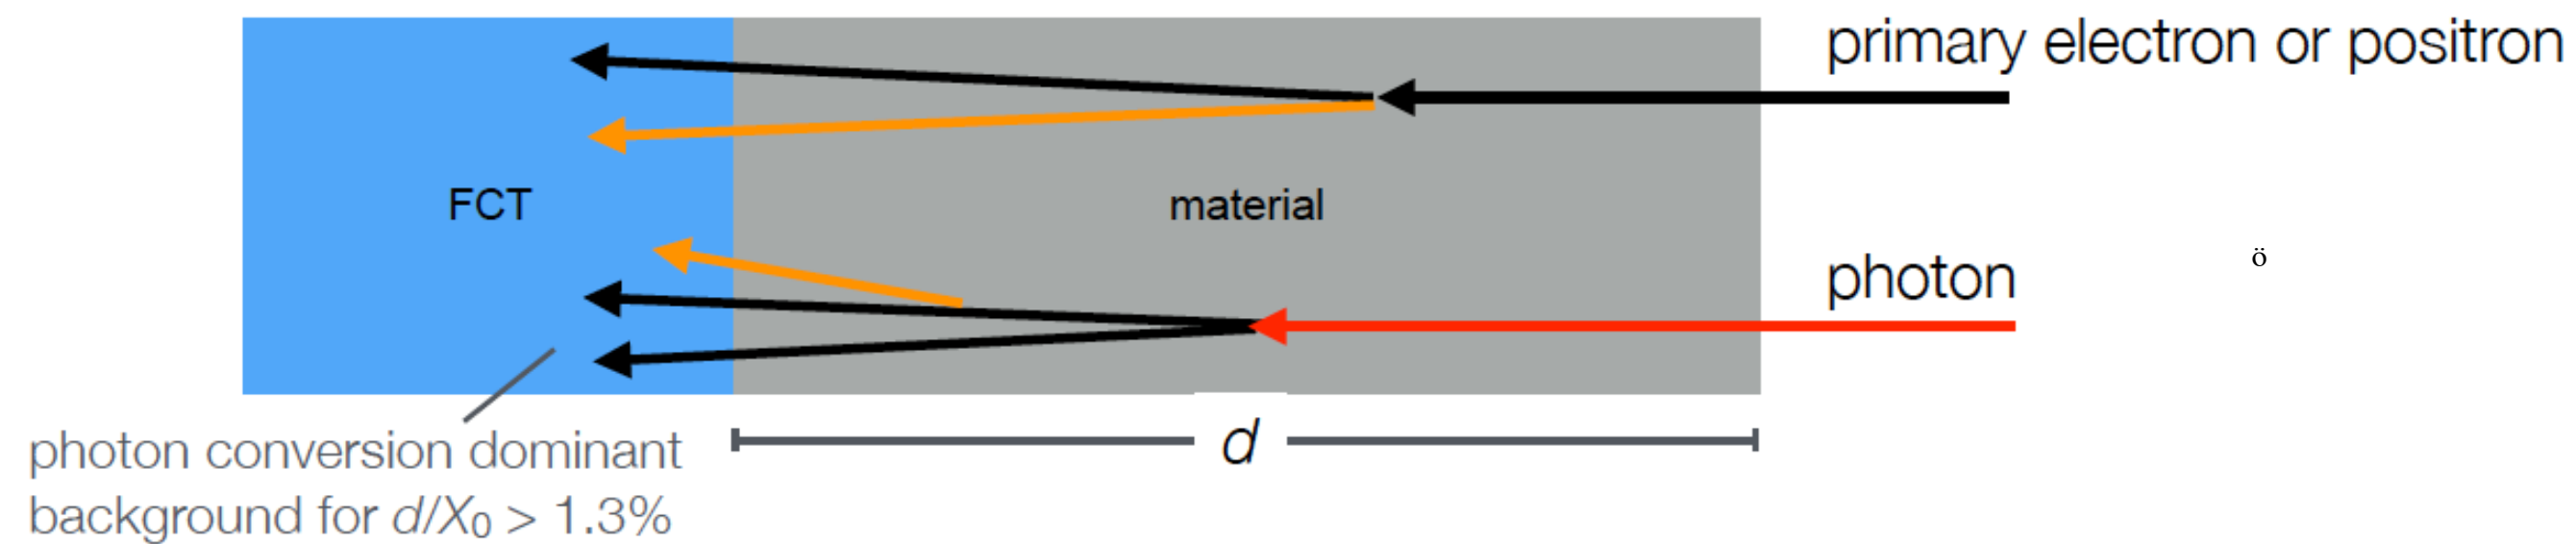 primary electron or positron
FCT
material
photon
ö
d
photon conversion dominant
background for d/X₀ > 1.3%